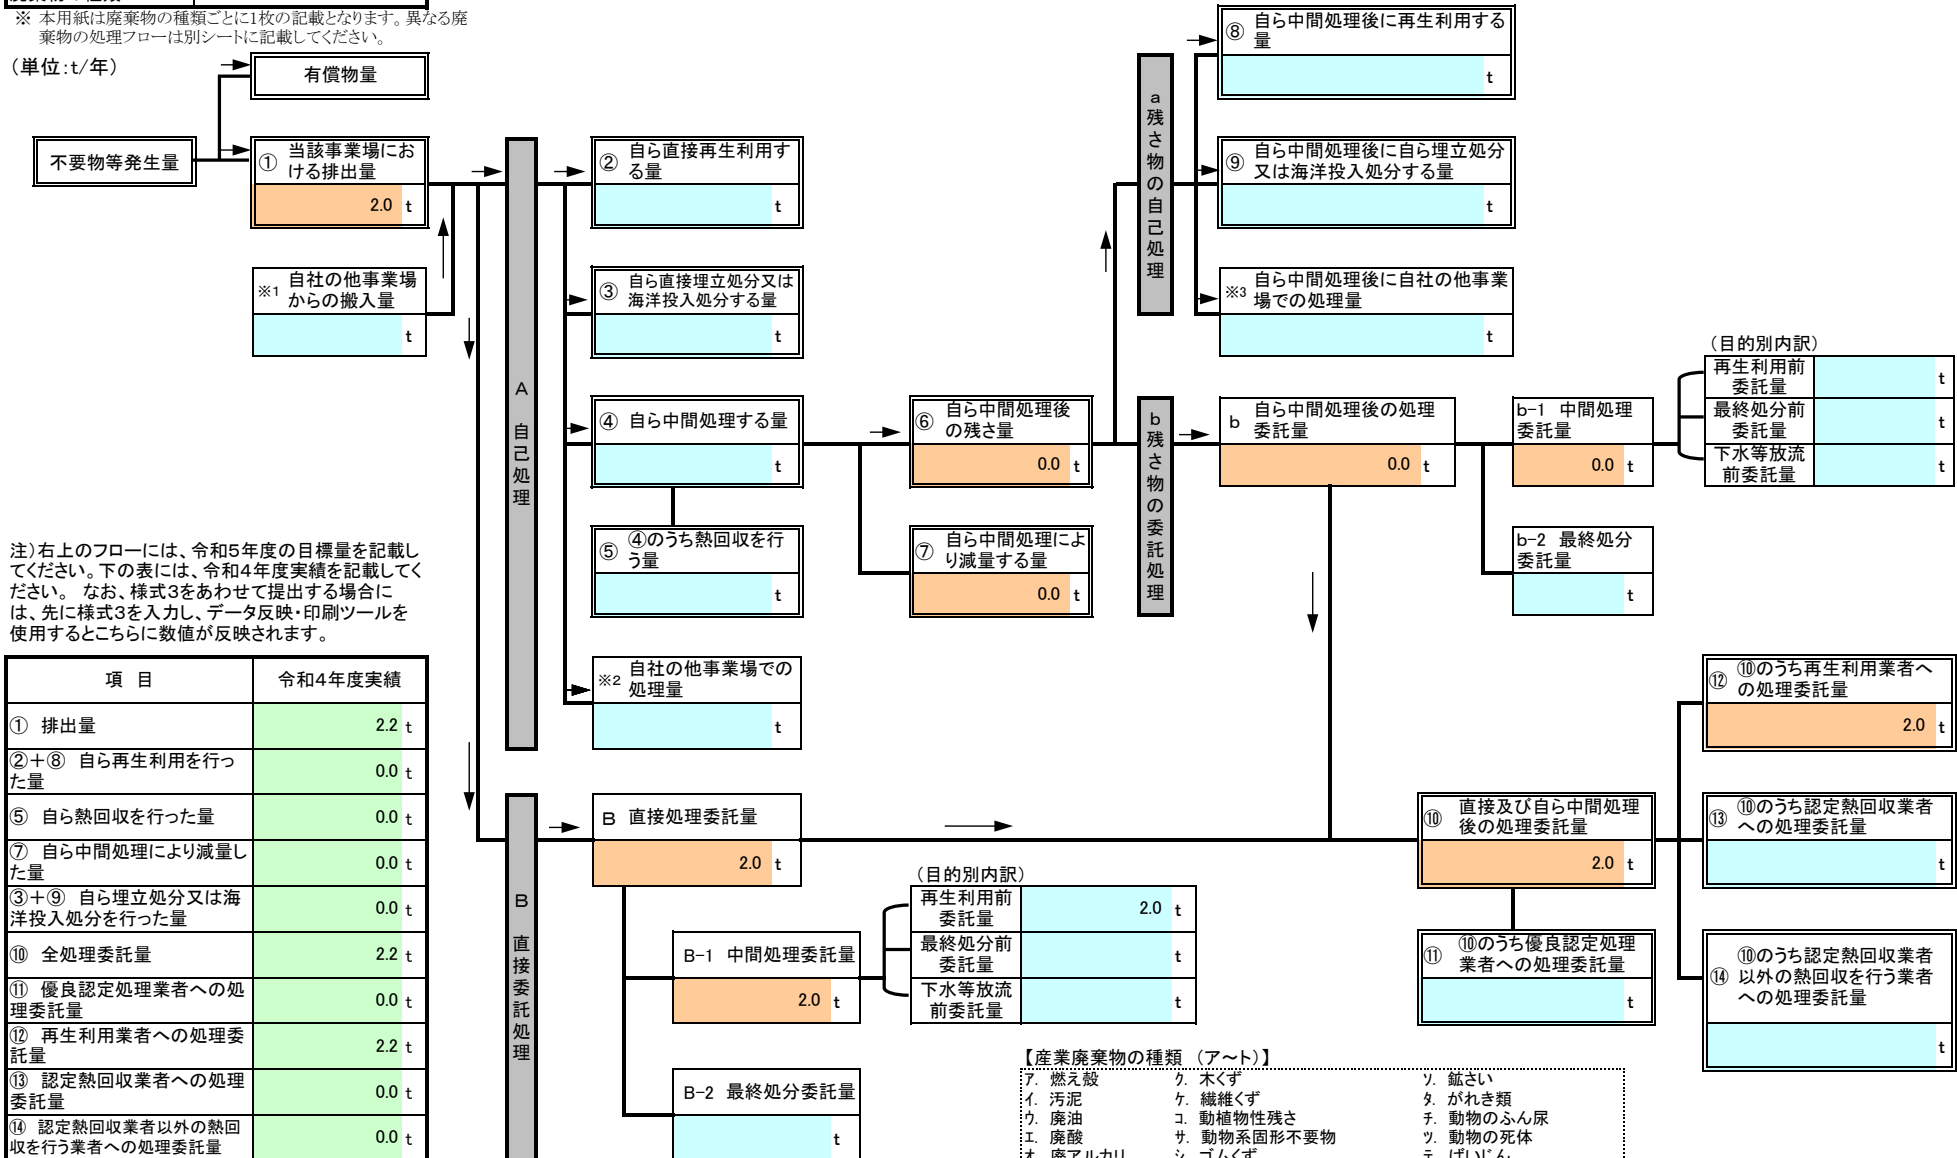 ※ 本用紙は廃棄物の種類ごとに1枚の記載となります。異なる廃
棄物の処理フローは別シートに記載してください。
（単位:t/年）
有償物量
不要物等発生量
① 当該事業場にお
ける排出量
2.0 t
※1 自社の他事業場
からの搬入量
t
A 自己処理
② 自ら直接再生利用す
る量
t
③ 自ら直接埋立処分又は
海洋投入処分する量
t
④ 自ら中間処理する量
t
⑤ ④のうち熱回収を行
う量
t
※2 自社の他事業場での
処理量
t
⑥ 自ら中間処理後
の残さ量
0.0 t
⑦ 自ら中間処理によ
り減量する量
0.0 t
a残さ物の自己処理
⑧ 自ら中間処理後に再生利用する
量
t
⑨ 自ら中間処理後に自ら埋立処分
又は海洋投入処分する量
t
※3 自ら中間処理後に自社の他事業
場での処理量
t
b残さ物の委託処理
b 自ら中間処理後の処理
委託量
0.0 t
b-1 中間処理
委託量
0.0 t
b-2 最終処分
委託量
t
（目的別内訳）
再生利用前
委託量
t
最終処分前
委託量
t
下水等放流
前委託量
t
注）右上のフローには、令和5年度の目標量を記載し
てください。下の表には、令和4年度実績を記載してく
ださい。 なお、様式3をあわせて提出する場合に
は、先に様式3を入力し、データ反映・印刷ツールを
使用するとこちらに数値が反映されます。
項 目 令和4年度実績
① 排出量 2.2 t
②＋⑧ 自ら再生利用を行っ
た量 0.0 t
⑤ 自ら熱回収を行った量 0.0 t
⑦ 自ら中間処理により減量し
た量 0.0 t
③＋⑨ 自ら埋立処分又は海
洋投入処分を行った量 0.0 t
⑩ 全処理委託量 2.2 t
⑪ 優良認定処理業者への処
理委託量 0.0 t
⑫ 再生利用業者への処理委
託量 2.2 t
⑬ 認定熱回収業者への処理
委託量 0.0 t
⑭ 認定熱回収業者以外の熱回
収を行う業者への処理委託量 0.0 t
B 直接委託処理
B 直接処理委託量
2.0 t
B-1 中間処理委託量
2.0 t
B-2 最終処分委託量
t
（目的別内訳）
再生利用前
委託量
2.0 t
最終処分前
委託量
t
下水等放流
前委託量
t
⑩ 直接及び自ら中間処理
後の処理委託量
2.0 t
⑪ ⑩のうち優良認定処理
業者への処理委託量
t
⑫ ⑩のうち再生利用業者へ
の処理委託量
2.0 t
⑬ ⑩のうち認定熱回収業者
への処理委託量
t
⑭ ⑩のうち認定熱回収業者
以外の熱回収を行う業者
への処理委託量
t
【産業廃棄物の種類 （ア～ト）】
ｱ. 燃え殻 ｸ. 木くず ｿ. 鉱さい
ｲ. 汚泥 ｹ. 繊維くず ﾀ. がれき類
ｳ. 廃油 ｺ. 動植物性残さ ﾁ. 動物のふん尿
ｴ. 廃酸 ｻ. 動物系固形不要物 ﾂ. 動物の死体
ｵ. 廃アルカリ ｼ. ゴムくず ﾃ. ばいじん